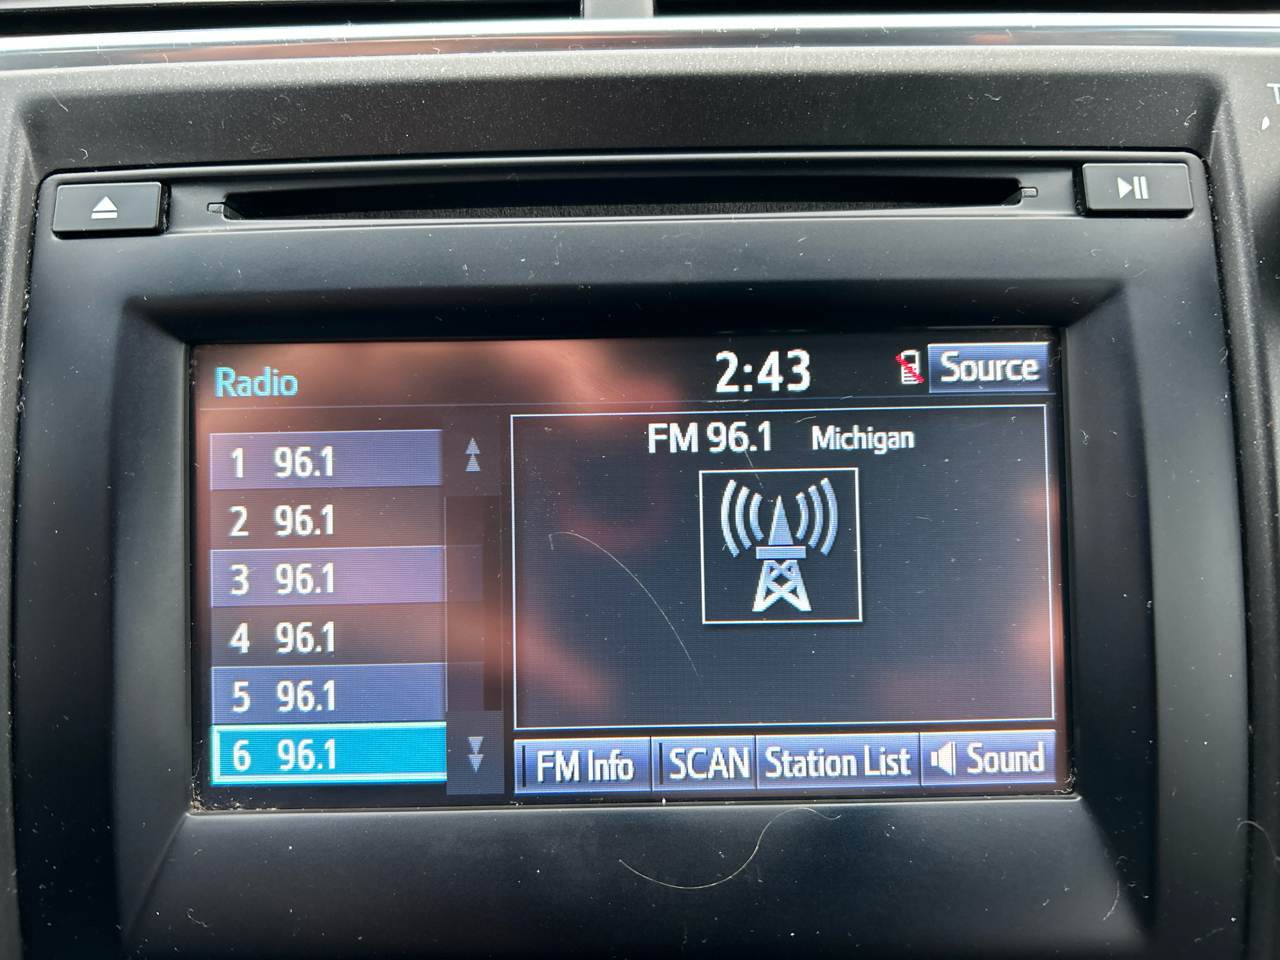 Radio
2:43
Source
FM 96.1 Michigan
1 96.1
2 96.1
3 96.1
4 96.1
5 96.1
6 96.1
FM Info
SCAN
Station List
Sound